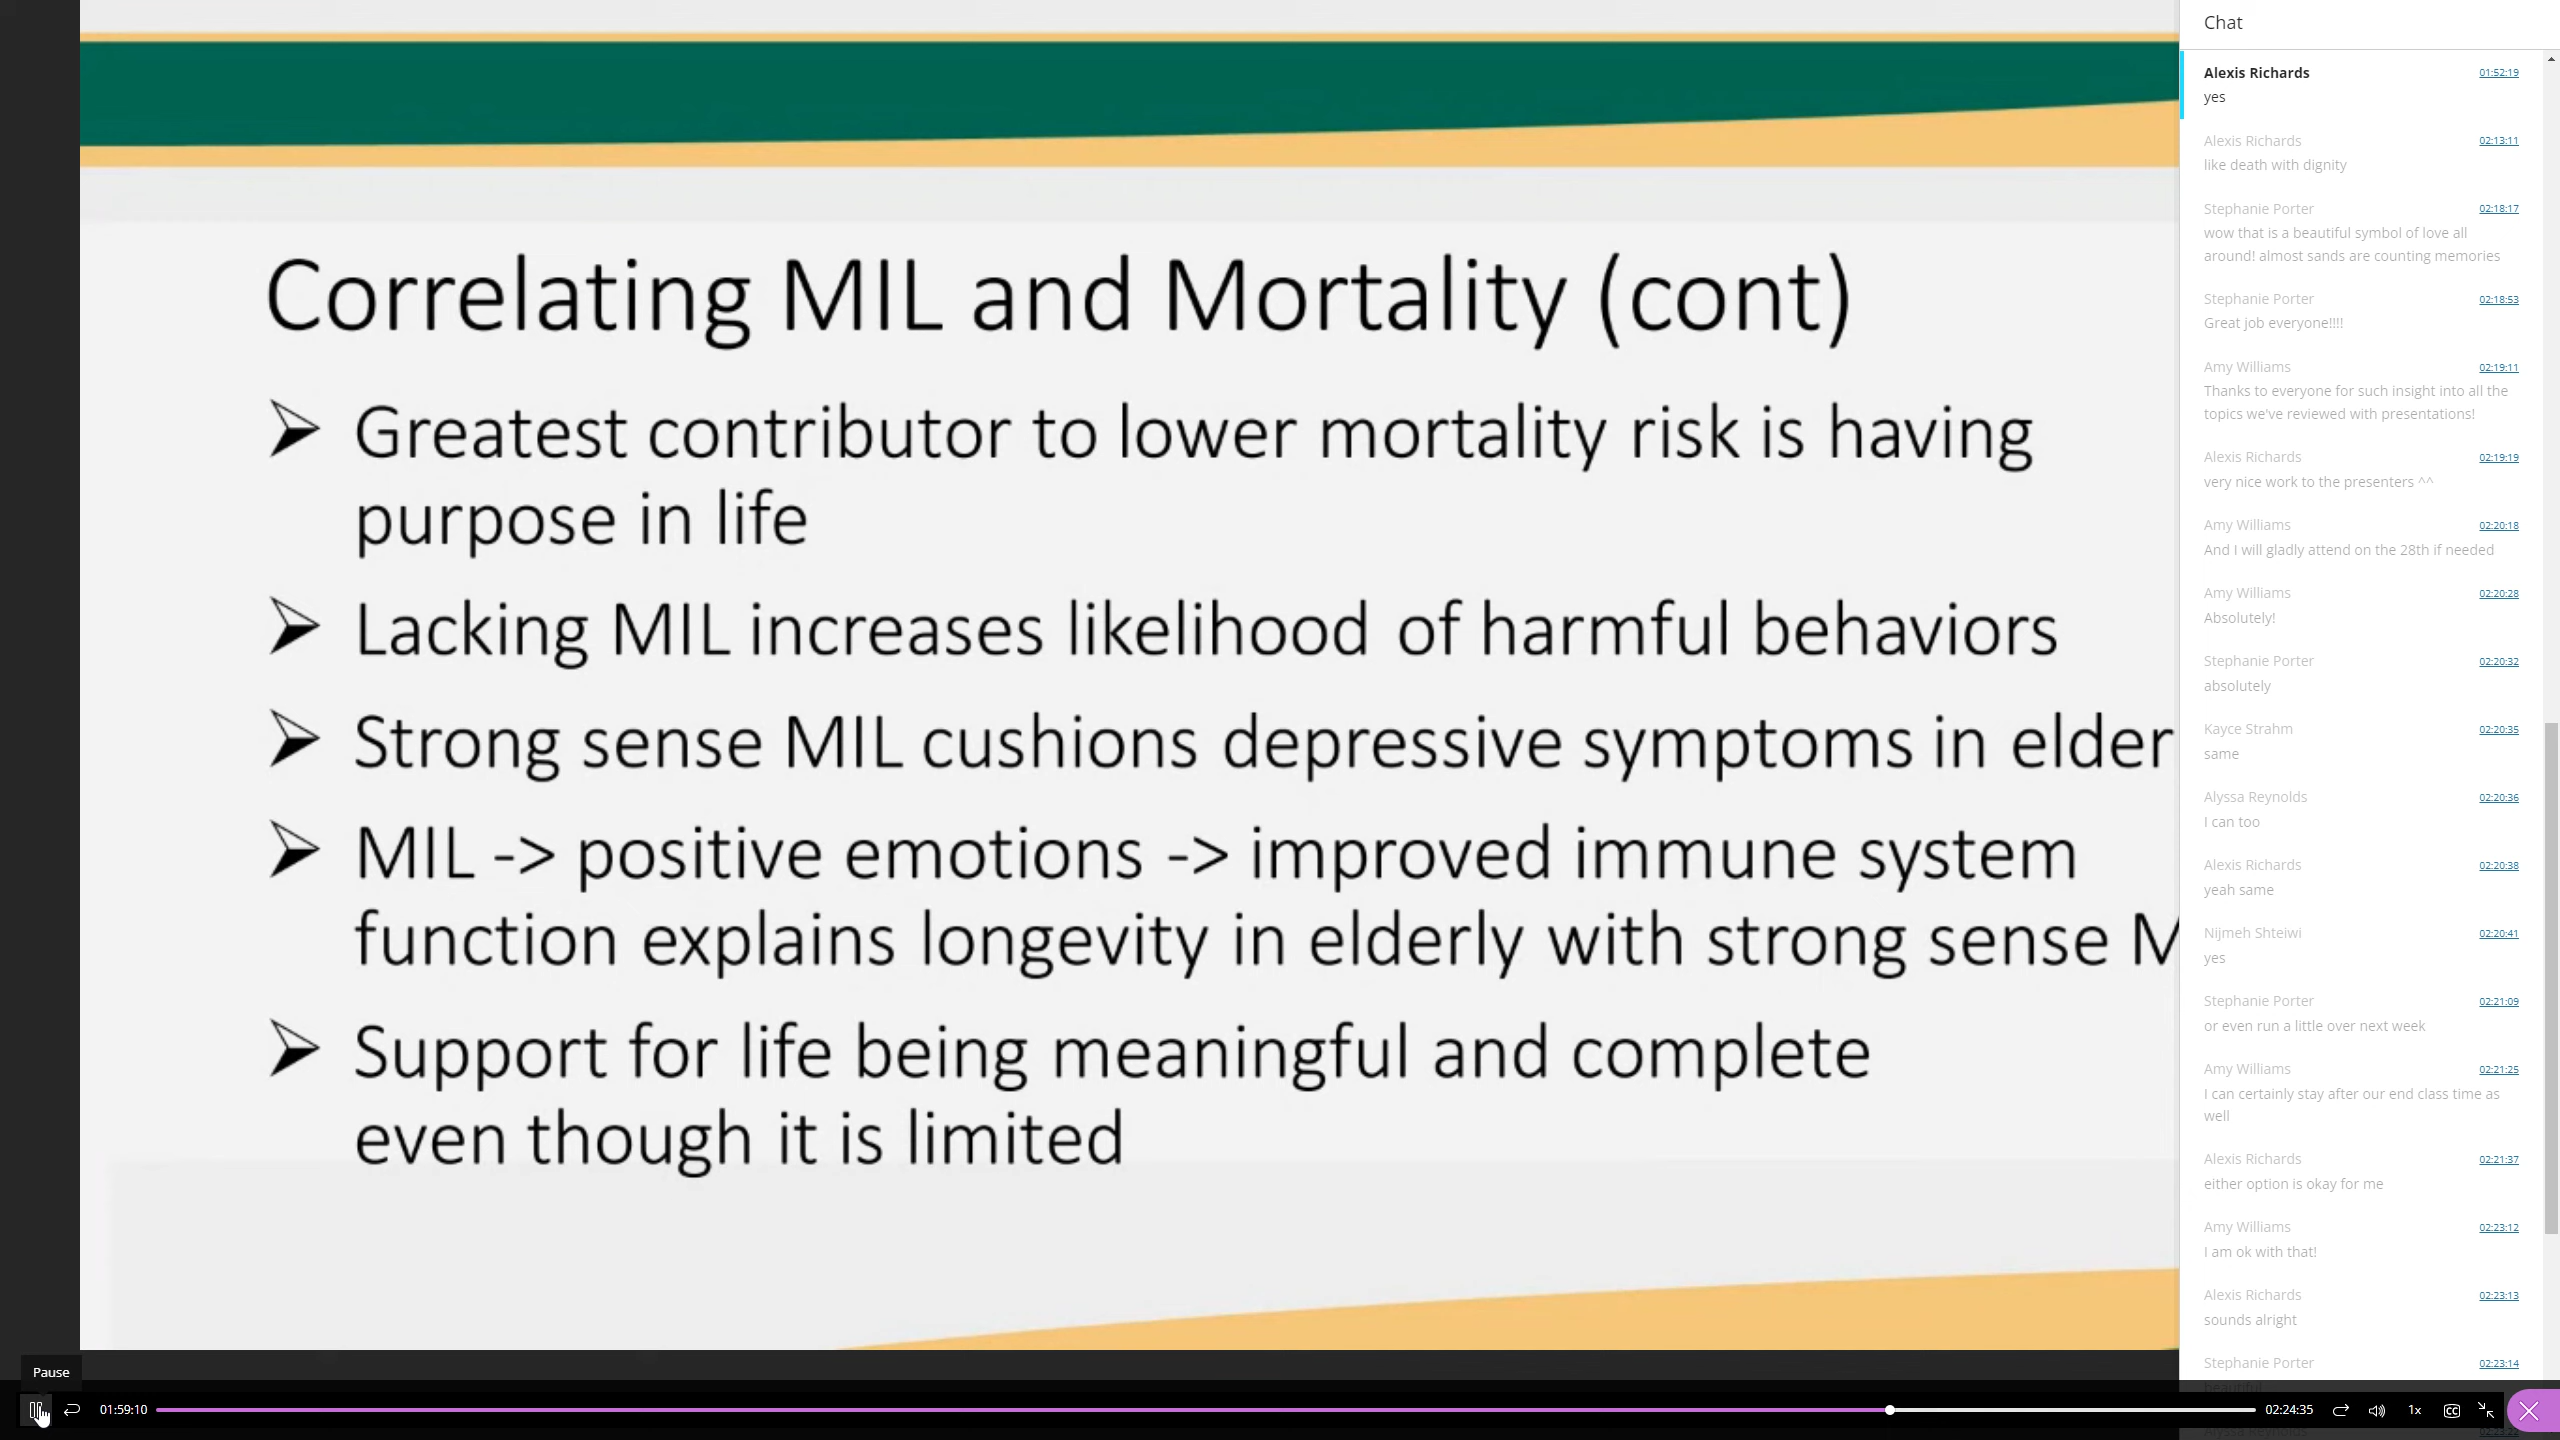 Correlating MIL and Mortality (cont)
Greatest contributor to lower mortality risk is having
purpose in life
Lacking MIL increases likelihood of harmful behaviors
Strong sense MIL cushions depressive symptoms in elder
MIL -> positive emotions -> improved immune system
function explains longevity in elderly with strong sense M
Support for life being meaningful and complete
even though it is limited
Pause
01:59:10
02:24:35
1x
CC
Chat
Alexis Richards 01:52:19
yes
Alexis Richards 02:13:11
like death with dignity
Stephanie Porter 02:18:17
wow that is a beautiful symbol of love all
around! almost sands are counting memories
Stephanie Porter 02:18:53
Great job everyone!!!!
Amy Williams 02:19:11
Thanks to everyone for such insight into all the
topics we've reviewed with presentations!
Alexis Richards 02:19:19
very nice work to the presenters ^^
Amy Williams 02:20:18
And I will gladly attend on the 28th if needed
Amy Williams 02:20:28
Absolutely!
Stephanie Porter 02:20:32
absolutely
Kayce Strahm 02:20:35
same
Alyssa Reynolds 02:20:36
I can too
Alexis Richards 02:20:38
yeah same
Nijmeh Shteiwi 02:20:41
yes
Stephanie Porter 02:21:09
or even run a little over next week
Amy Williams 02:21:25
I can certainly stay after our end class time as
well
Alexis Richards 02:21:37
either option is okay for me
Amy Williams 02:23:12
I am ok with that!
Alexis Richards 02:23:13
sounds alright
Stephanie Porter 02:23:14